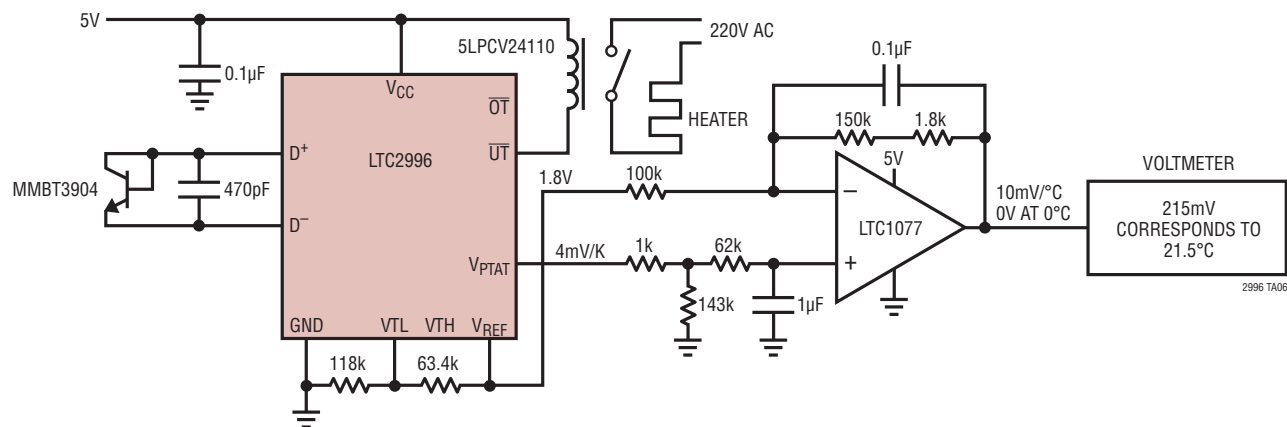 5V
0.1µF
5LPCV24110
220V AC
HEATER
VCC
OT
UT
D+
D−
LTC2996
MMBT3904
470pF
VPTAT
GND
VTL
VTH
VREF
118k
63.4k
1.8V
100k
4mV/K
1k
62k
143k
1µF
0.1µF
150k
1.8k
5V
−
LTC1077
+
10mV/°C
0V AT 0°C
VOLTMETER
215mV
CORRESPONDS TO
21.5°C
2996 TA06